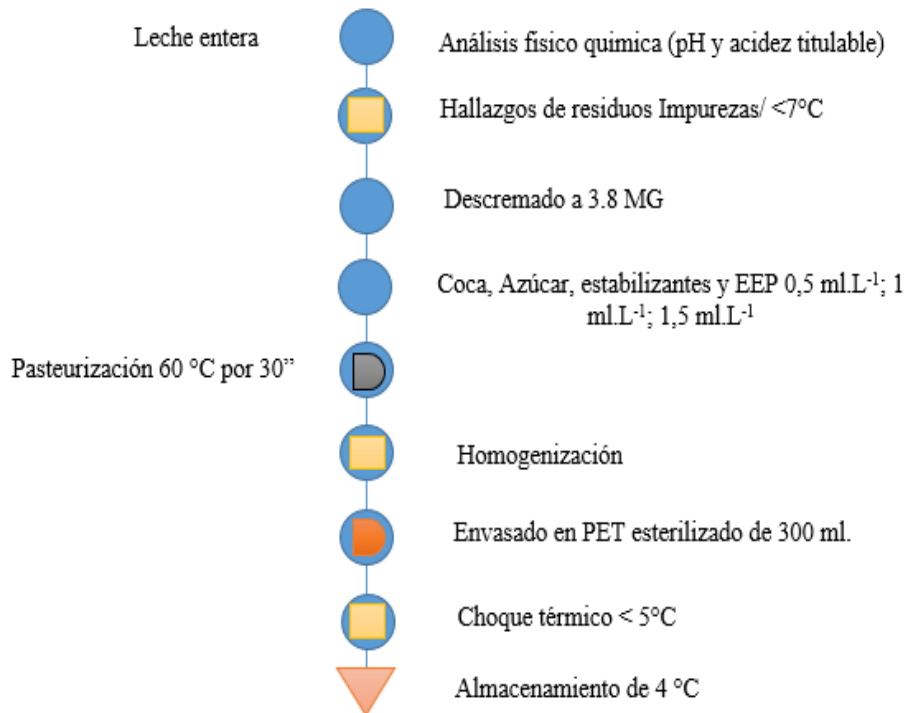 Leche entera
Análisis físico quimica (pH y acidez titulable)
Hallazgos de residuos Impurezas/ <7°C
Descremado a 3.8 MG
Coca, Azúcar, estabilizantes y EEP 0,5 ml.L⁻¹; 1
ml.L⁻¹; 1,5 ml.L⁻¹
Pasteurización 60 °C por 30”
Homogenización
Envasado en PET esterilizado de 300 ml.
Choque térmico < 5°C
Almacenamiento de 4 °C